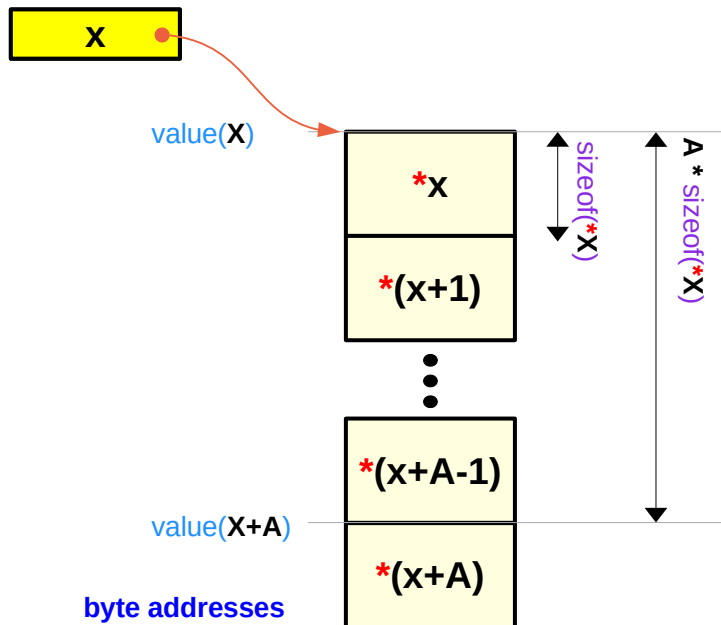 x
value(X)
*x
sizeof(*X)
A * sizeof(*X)
*(x+1)
*(x+A-1)
value(X+A)
*(x+A)
byte addresses